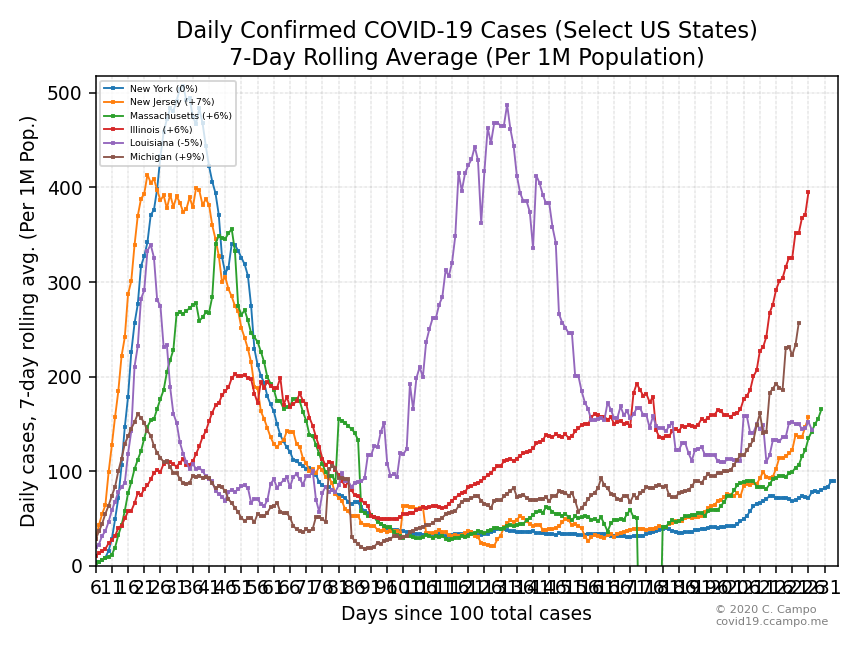 Daily Confirmed COVID-19 Cases (Select US States)
7-Day Rolling Average (Per 1M Population)
Daily cases, 7-day rolling avg. (Per 1M Pop.)
500
400
300
200
100
0
New York (0%)
New Jersey (+7%)
Massachusetts (+6%)
Illinois (+6%)
Louisiana (-5%)
Michigan (+9%)
Days since 100 total cases
© 2020 C. Campo
covid19.ccampo.me